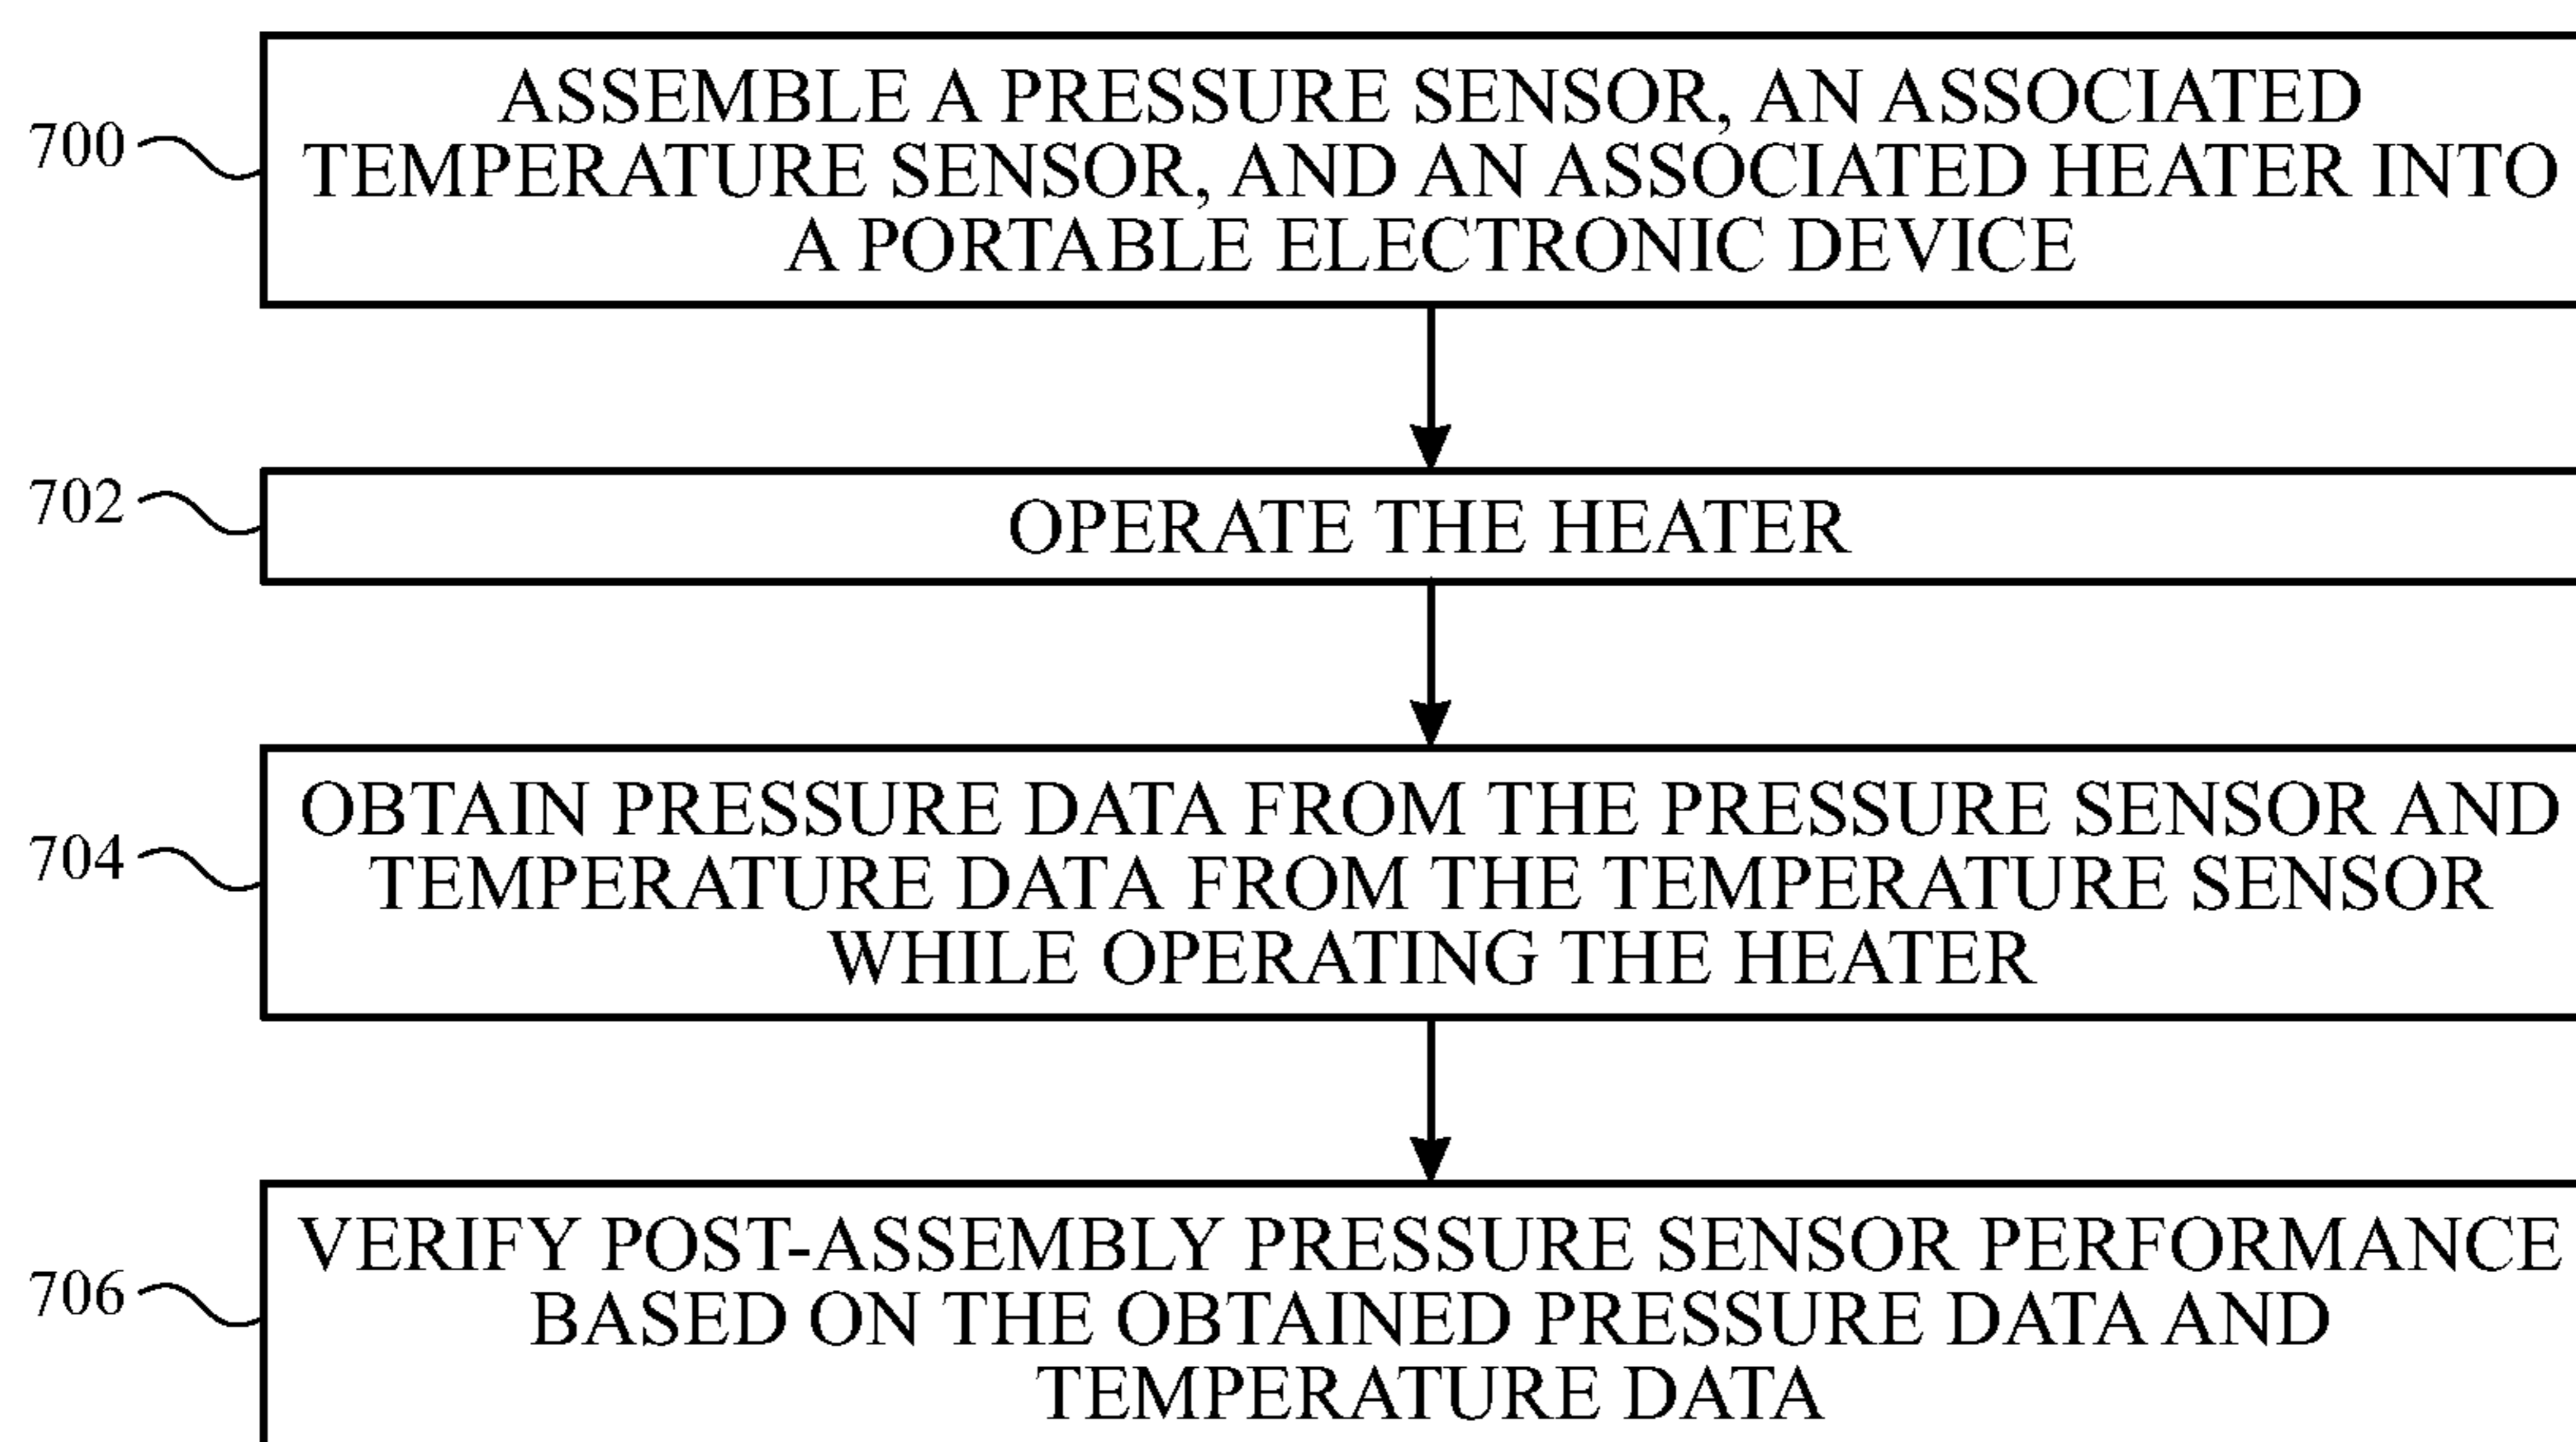 700
ASSEMBLE A PRESSURE SENSOR, AN ASSOCIATED
TEMPERATURE SENSOR, AND AN ASSOCIATED HEATER INTO
A PORTABLE ELECTRONIC DEVICE
702
OPERATE THE HEATER
704
OBTAIN PRESSURE DATA FROM THE PRESSURE SENSOR AND
TEMPERATURE DATA FROM THE TEMPERATURE SENSOR
WHILE OPERATING THE HEATER
706
VERIFY POST-ASSEMBLY PRESSURE SENSOR PERFORMANCE
BASED ON THE OBTAINED PRESSURE DATA AND
TEMPERATURE DATA